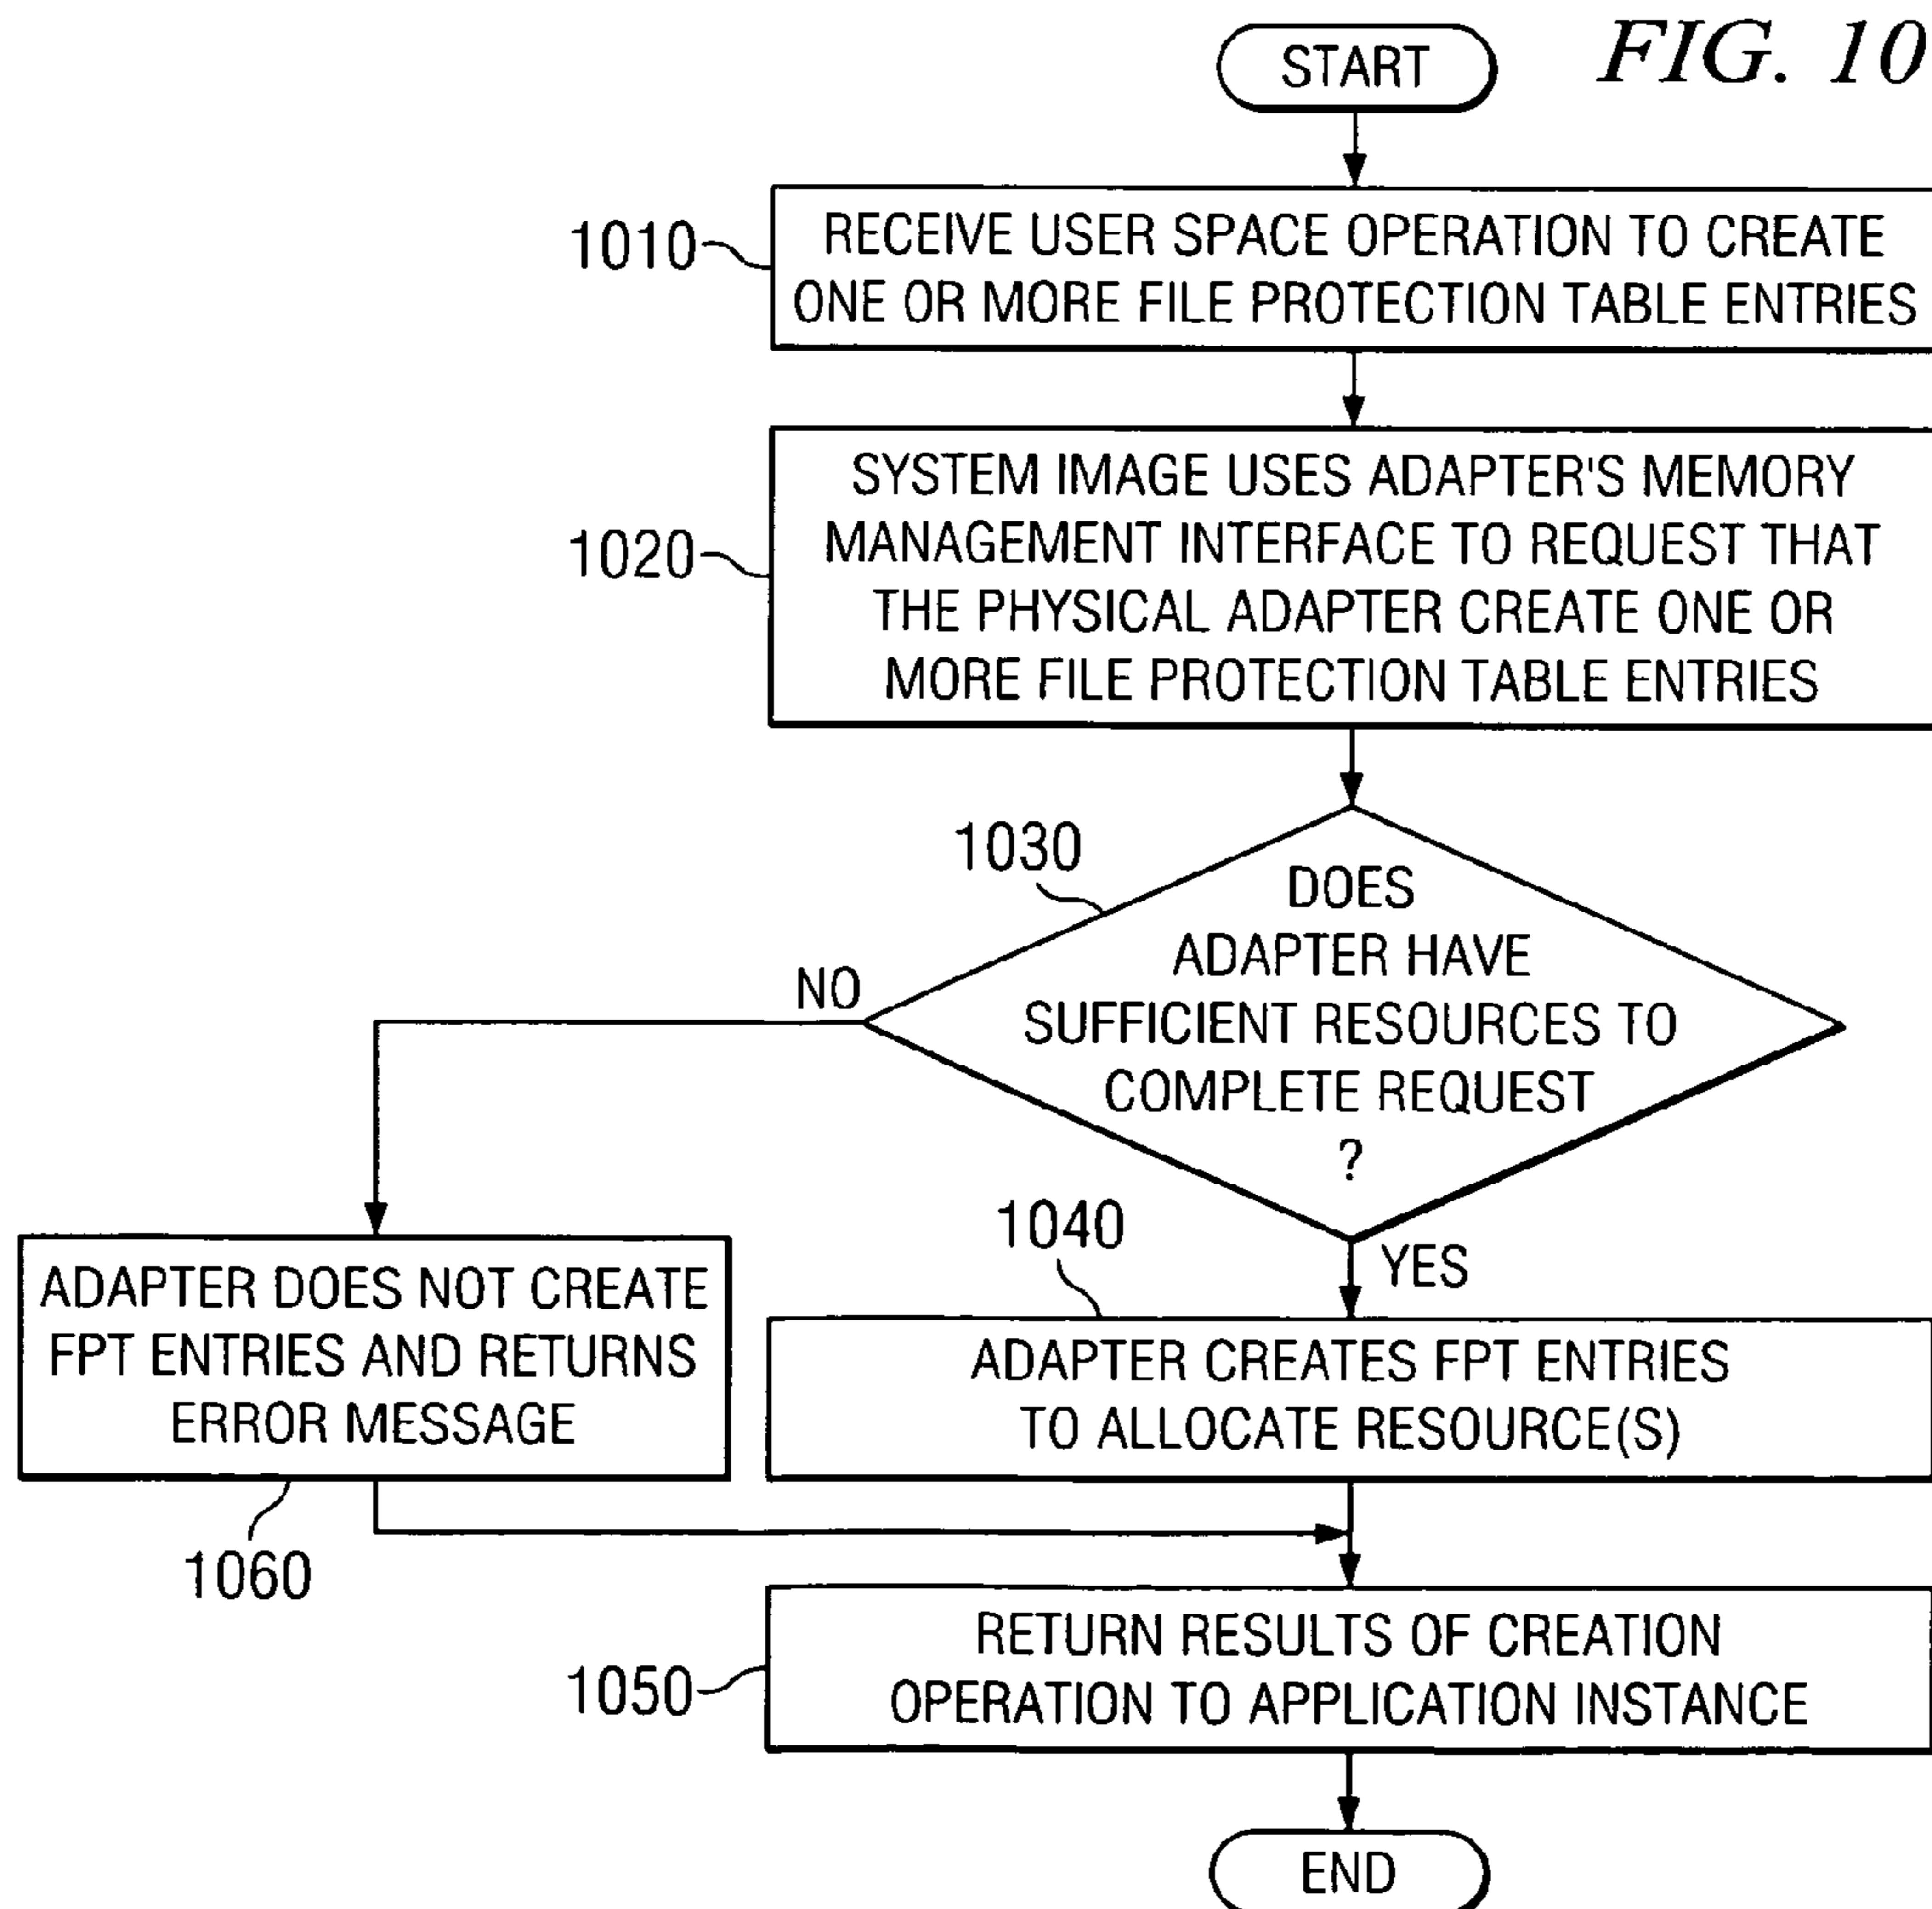 START
FIG. 10
1010
RECEIVE USER SPACE OPERATION TO CREATE
ONE OR MORE FILE PROTECTION TABLE ENTRIES
1020
SYSTEM IMAGE USES ADAPTER'S MEMORY
MANAGEMENT INTERFACE TO REQUEST THAT
THE PHYSICAL ADAPTER CREATE ONE OR
MORE FILE PROTECTION TABLE ENTRIES
1030
DOES
ADAPTER HAVE
SUFFICIENT RESOURCES TO
COMPLETE REQUEST
?
NO
YES
1040
ADAPTER DOES NOT CREATE
FPT ENTRIES AND RETURNS
ERROR MESSAGE
1060
ADAPTER CREATES FPT ENTRIES
TO ALLOCATE RESOURCE(S)
1050
RETURN RESULTS OF CREATION
OPERATION TO APPLICATION INSTANCE
END